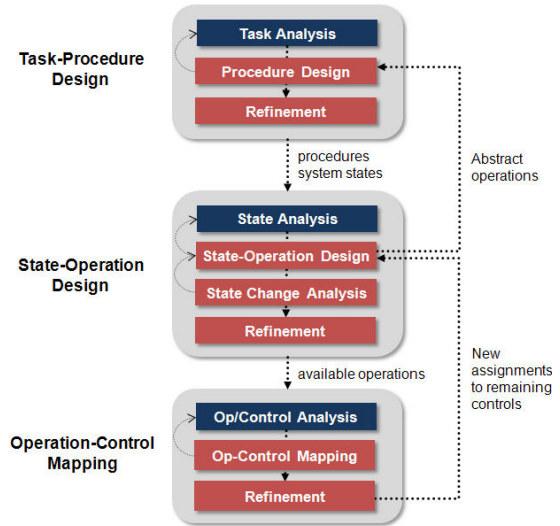 Task-Procedure
Design
Task Analysis
Procedure Design
Refinement
procedures
system states
Abstract
operations
State-Operation
Design
State Analysis
State-Operation Design
State Change Analysis
Refinement
available operations
New
assignments
to remaining
controls
Operation-Control
Mapping
Op/Control Analysis
Op-Control Mapping
Refinement